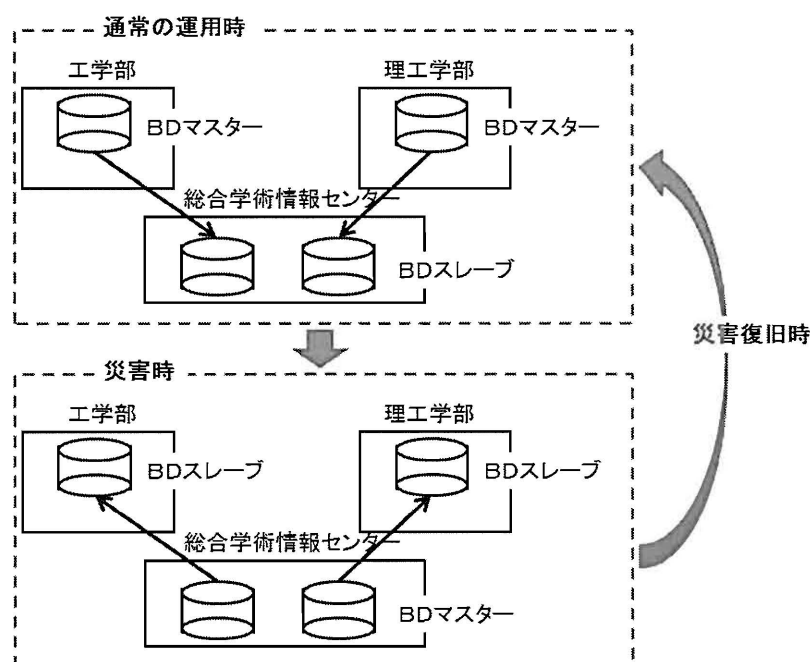 通常の運用時
工学部
理工学部
BDマスター
BDマスター
総合学術情報センター
BDスレーブ
災害復旧時
災害時
工学部
理工学部
BDスレーブ
BDスレーブ
総合学術情報センター
BDマスター